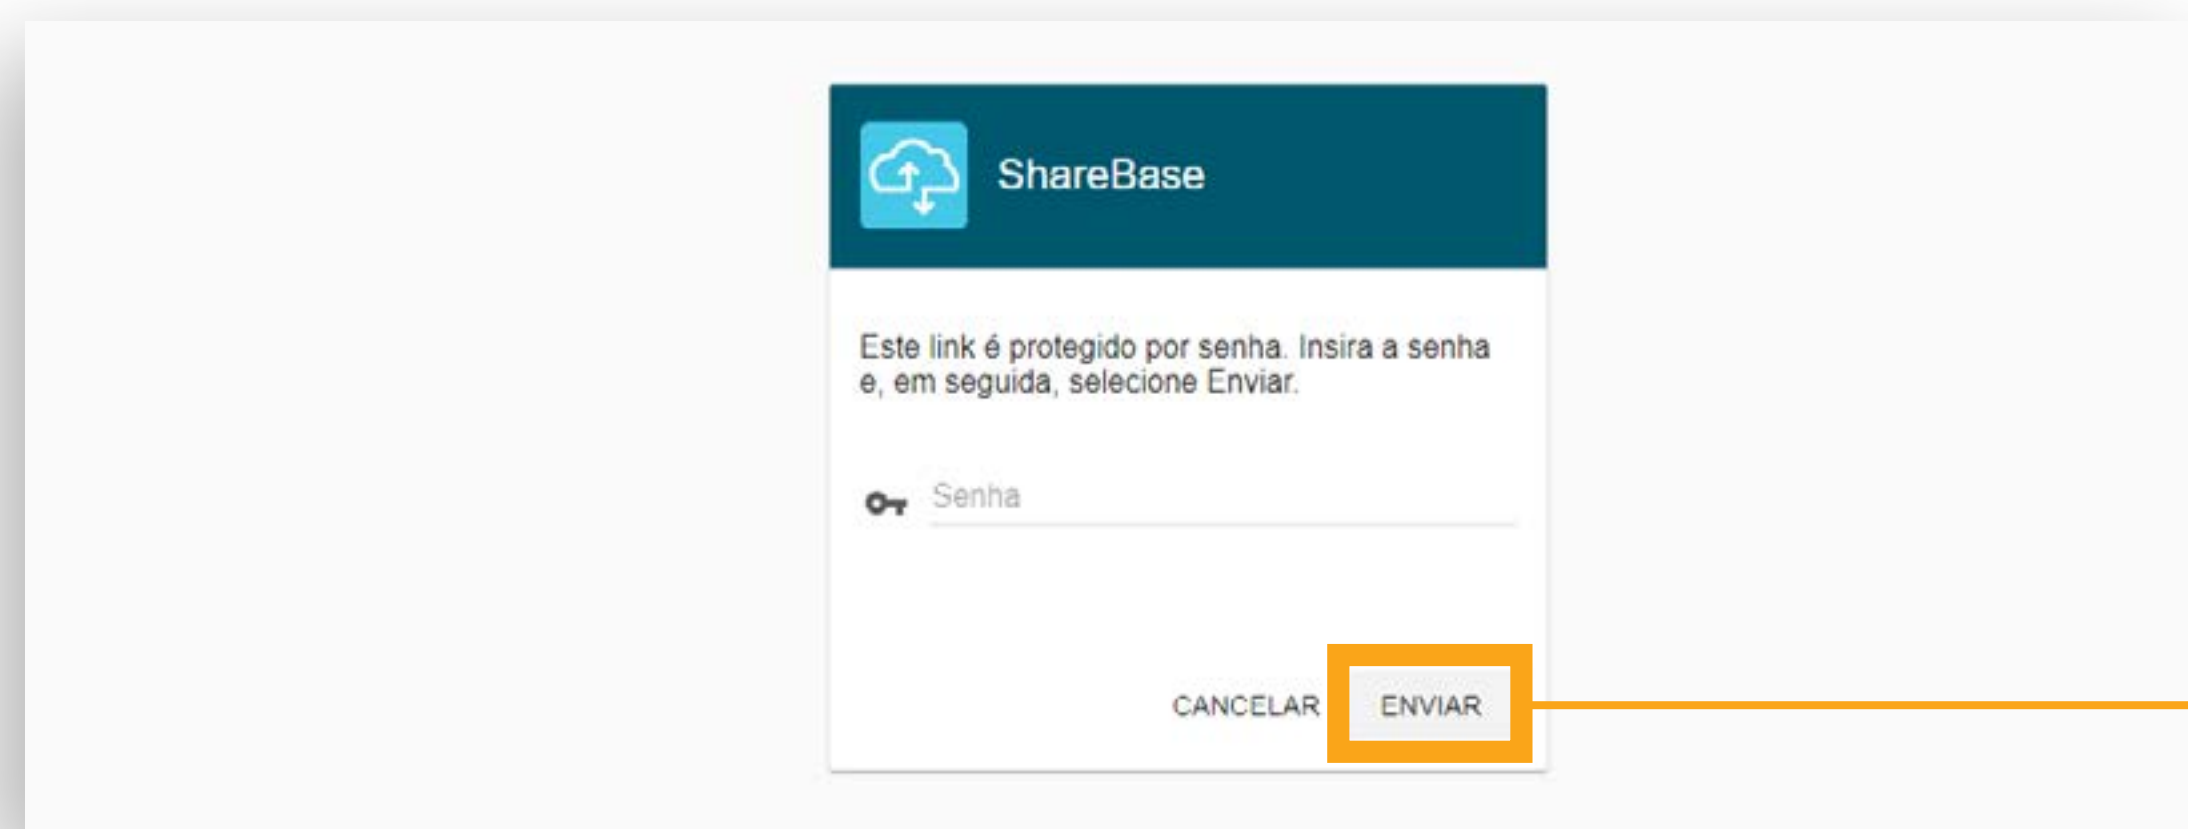 ShareBase
Este link é protegido por senha. Insira a senha
e, em seguida, selecione Enviar.
Senha
CANCELAR ENVIAR